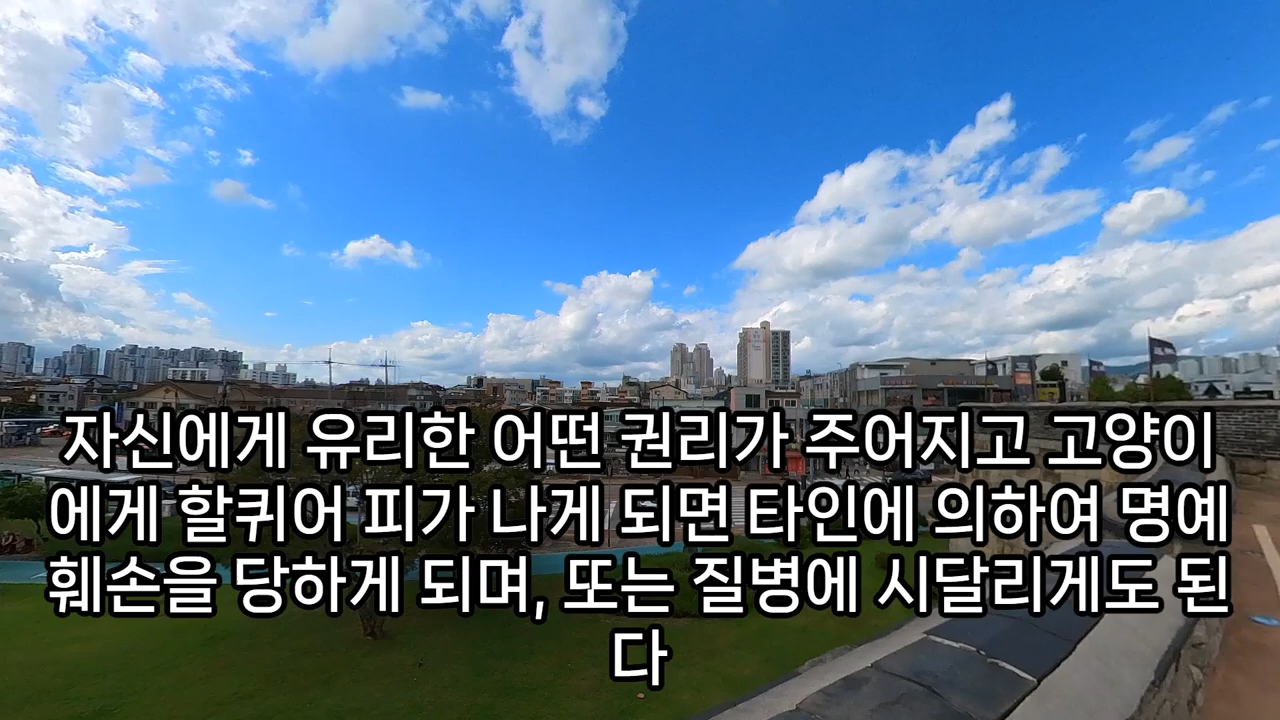 자신에게 유리한 어떤 권리가 주어지고 고양이
에게 할퀴어 피가 나게 되면 타인에 의하여 명예
훼손을 당하게 되며, 또는 질병에 시달리게도 된
다